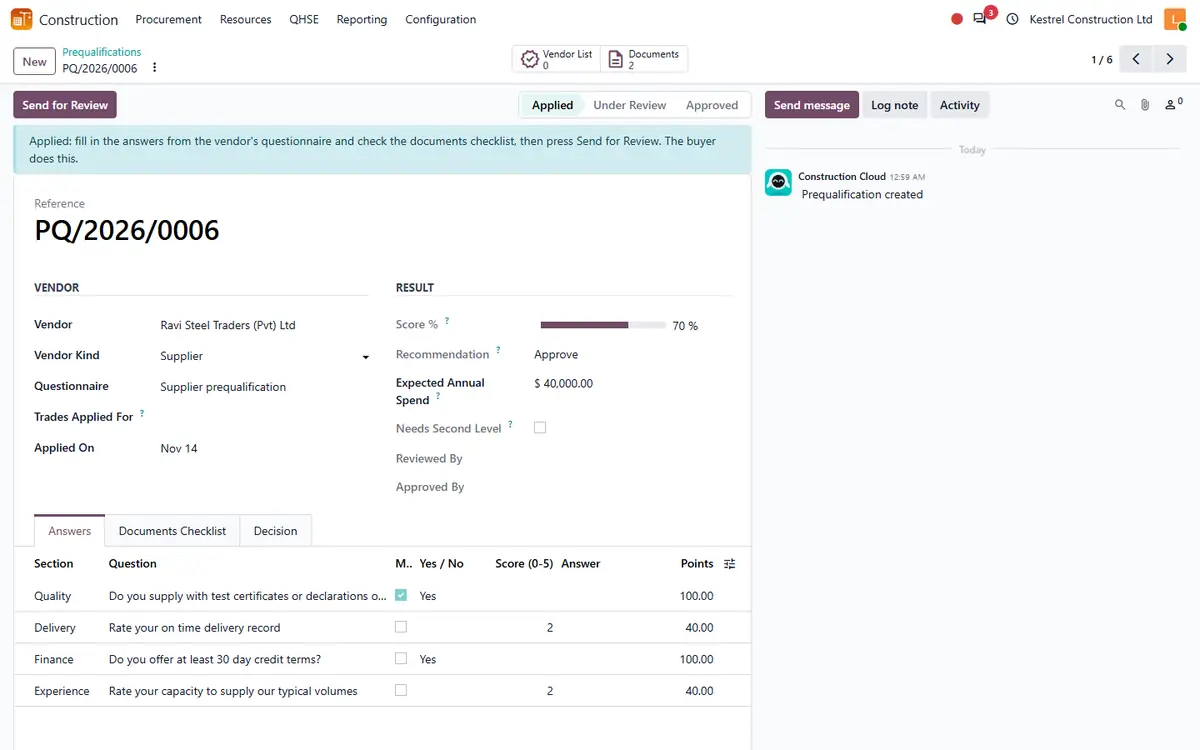 Construction Procurement Resources QHSE Reporting Configuration 3 Kestrel Construction Ltd L
New Prequalifications
PQ/2026/0006
Vendor List
0
Documents
2
1 / 6
Send for Review Applied Under Review Approved Send message Log note Activity 0
Applied: fill in the answers from the vendor's questionnaire and check the documents checklist, then press Send for Review. The buyer
does this.
Today
Construction Cloud 12:59 AM
Prequalification created
Reference
PQ/2026/0006
VENDOR
Vendor Ravi Steel Traders (Pvt) Ltd
Vendor Kind Supplier
Questionnaire Supplier prequalification
Trades Applied For ?
Applied On Nov 14
RESULT
Score % ? 70 %
Recommendation ? Approve
Expected Annual
Spend ? $ 40,000.00
Needs Second Level ?
Reviewed By
Approved By
Answers Documents Checklist Decision
Section Question M.. Yes / No Score (0-5) Answer Points
Quality Do you supply with test certificates or declarations o... Yes 100.00
Delivery Rate your on time delivery record 2 40.00
Finance Do you offer at least 30 day credit terms? Yes 100.00
Experience Rate your capacity to supply our typical volumes 2 40.00